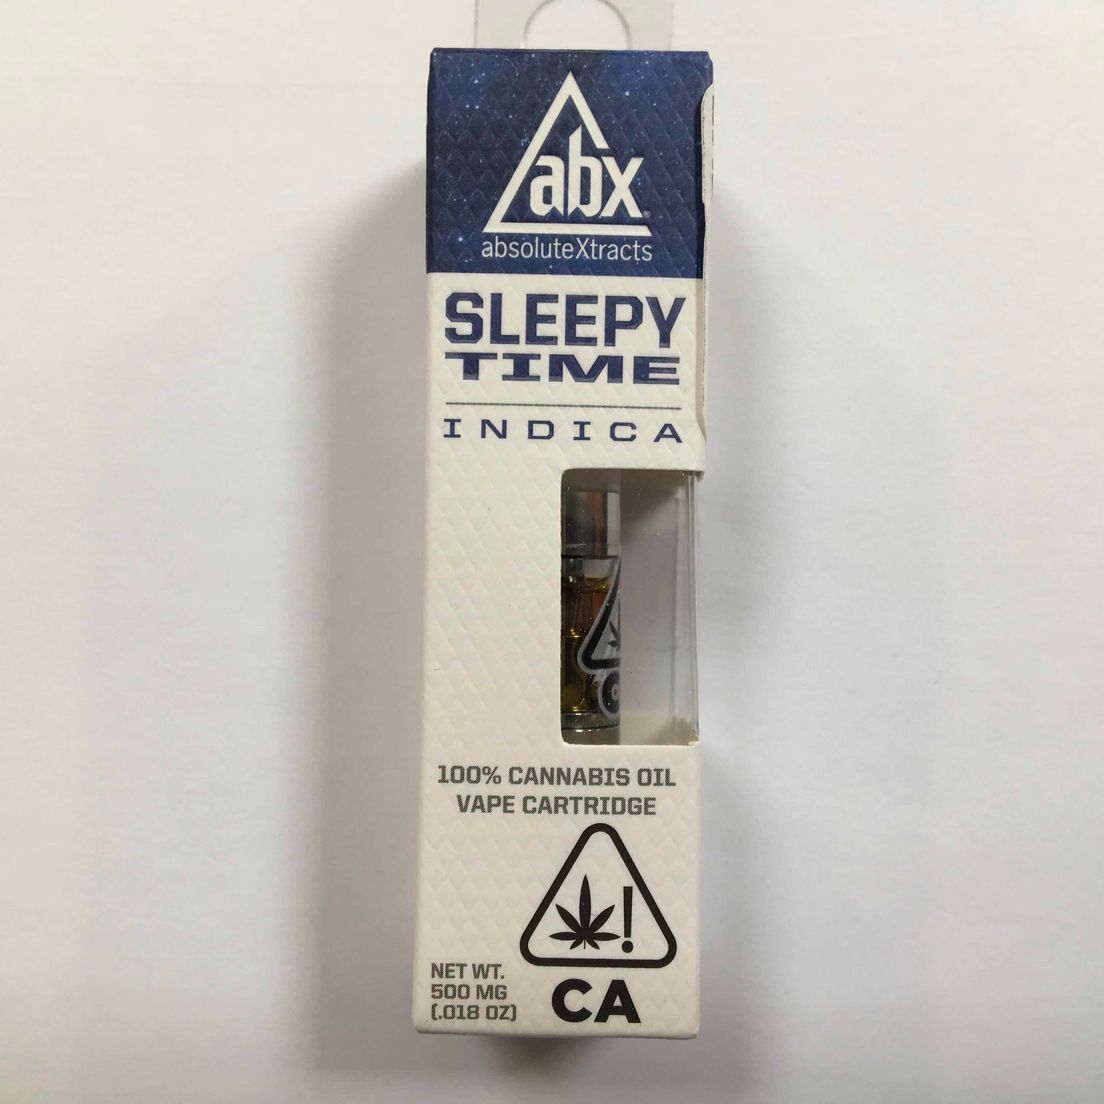 abx
absoluteXtracts
SLEEPY
TIME
INDICA
100% CANNABIS OIL
VAPE CARTRIDGE
!
CA
NET WT.
500 MG
(.018 OZ)